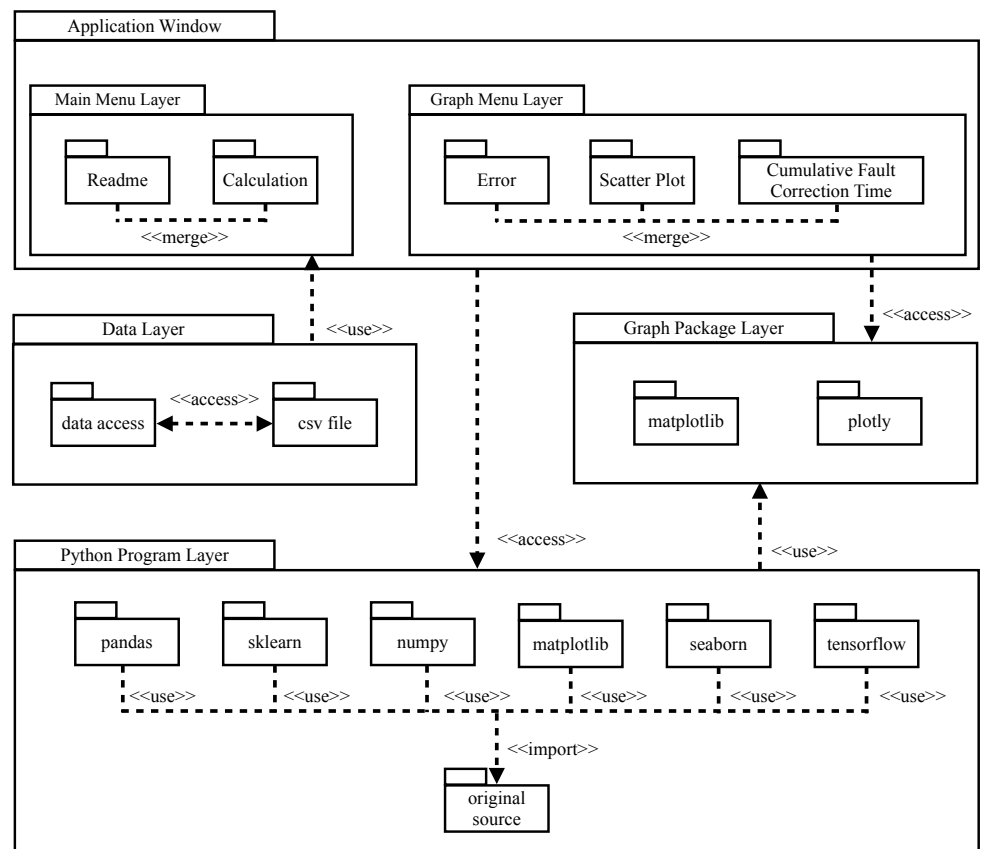 Application Window
Main Menu Layer
Graph Menu Layer
Readme
Calculation
Error
Scatter Plot
Cumulative Fault
Correction Time
<<merge>>
<<merge>>
<<use>>
<<access>>
Data Layer
Graph Package Layer
<<access>>
data access
csv file
matplotlib
plotly
<<access>>
<<use>>
Python Program Layer
pandas
sklearn
numpy
matplotlib
seaborn
tensorflow
<<use>>
<<use>>
<<use>>
<<use>>
<<use>>
<<use>>
<<import>>
original
source